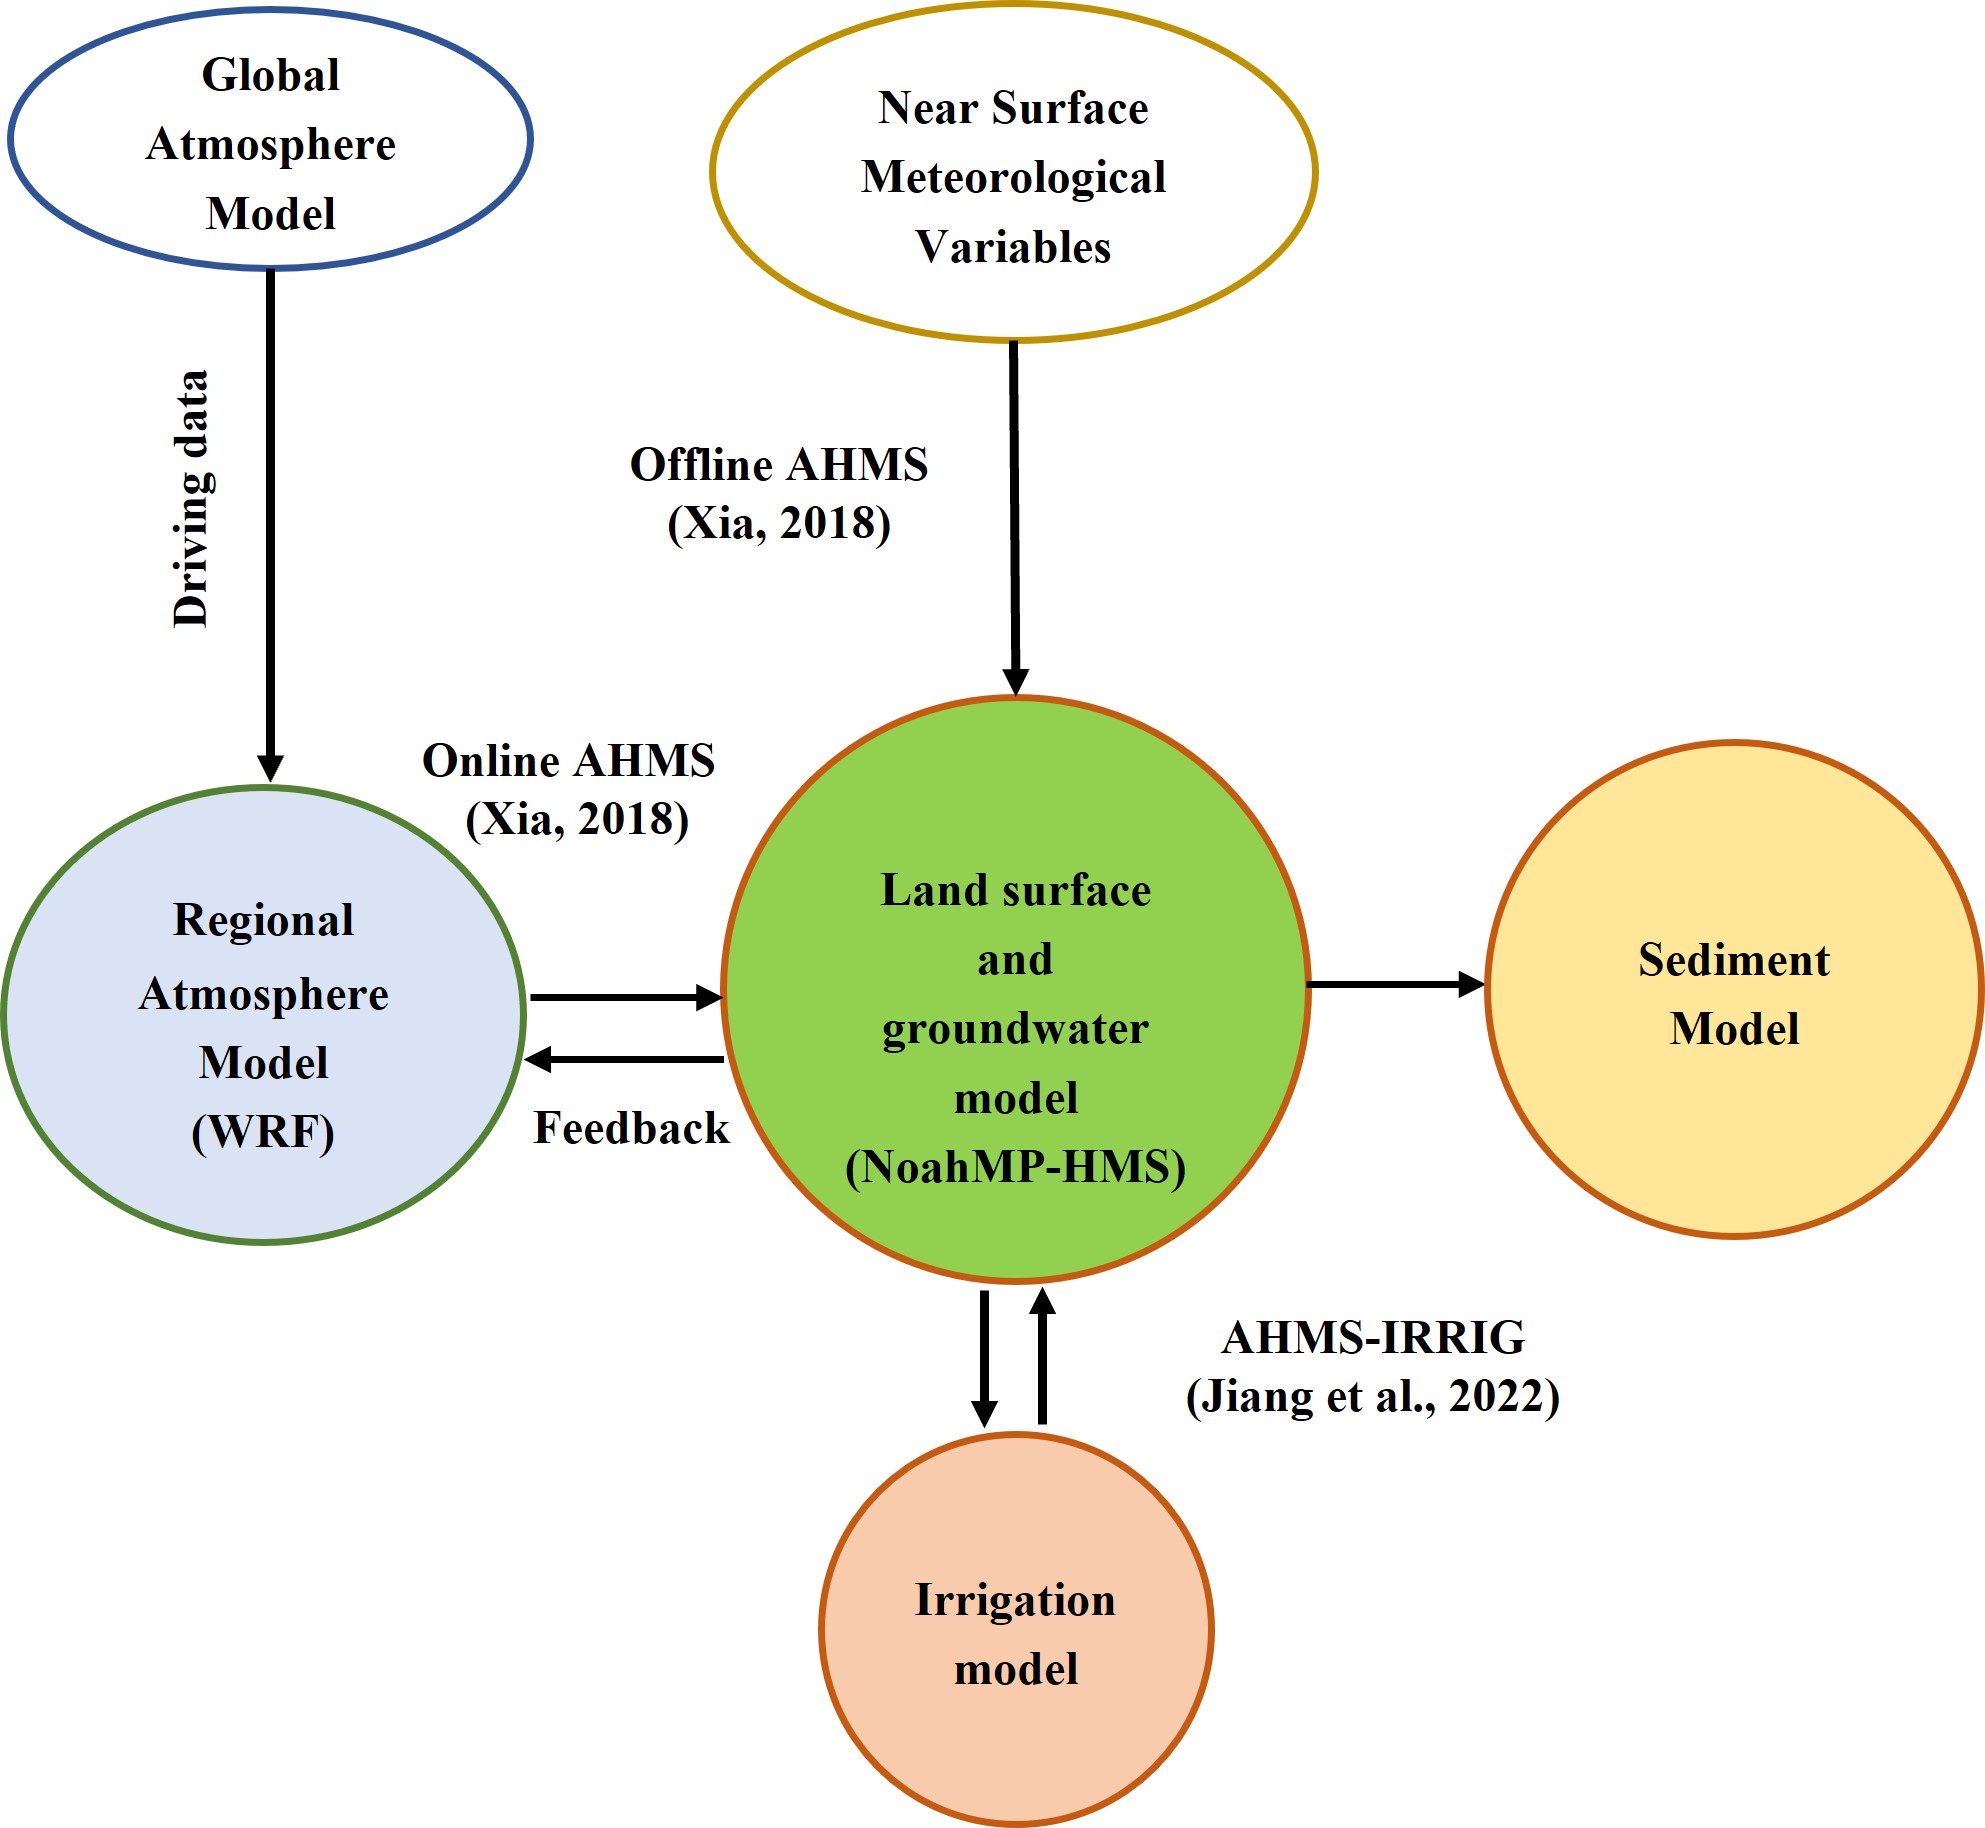 Global
Atmosphere
Model
Near Surface
Meteorological
Variables
Driving data
Offline AHMS
(Xia, 2018)
Online AHMS
(Xia, 2018)
Regional
Atmosphere
Model
(WRF)
Feedback
Land surface
and
groundwater
model
(NoahMP-HMS)
Sediment
Model
AHMS-IRRIG
(Jiang et al., 2022)
Irrigation
model